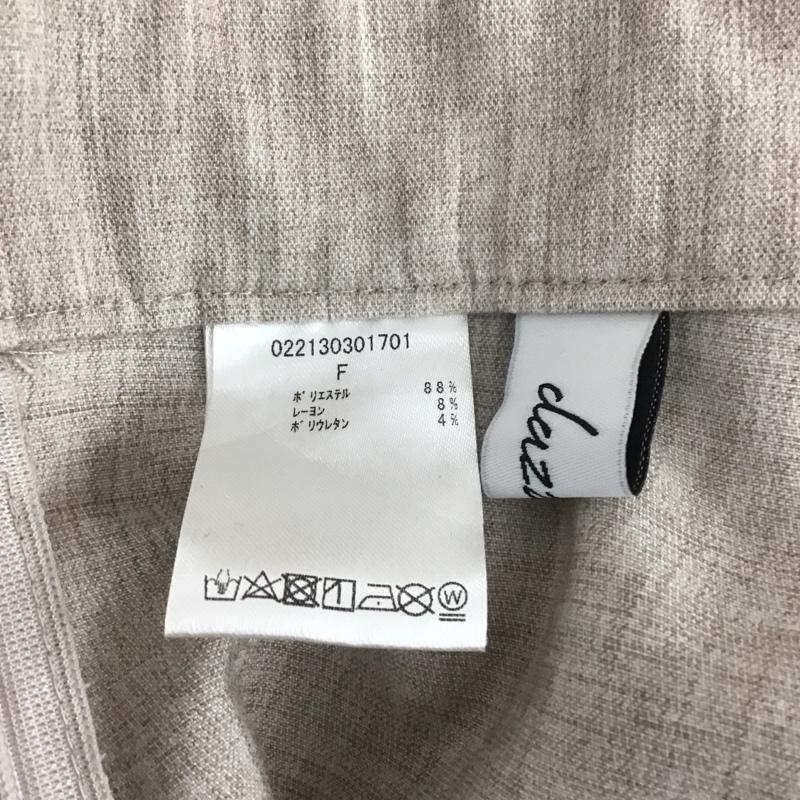 022130301701
F
ポリエステル 88%
レーヨン 8%
ポリウレタン 4%
W